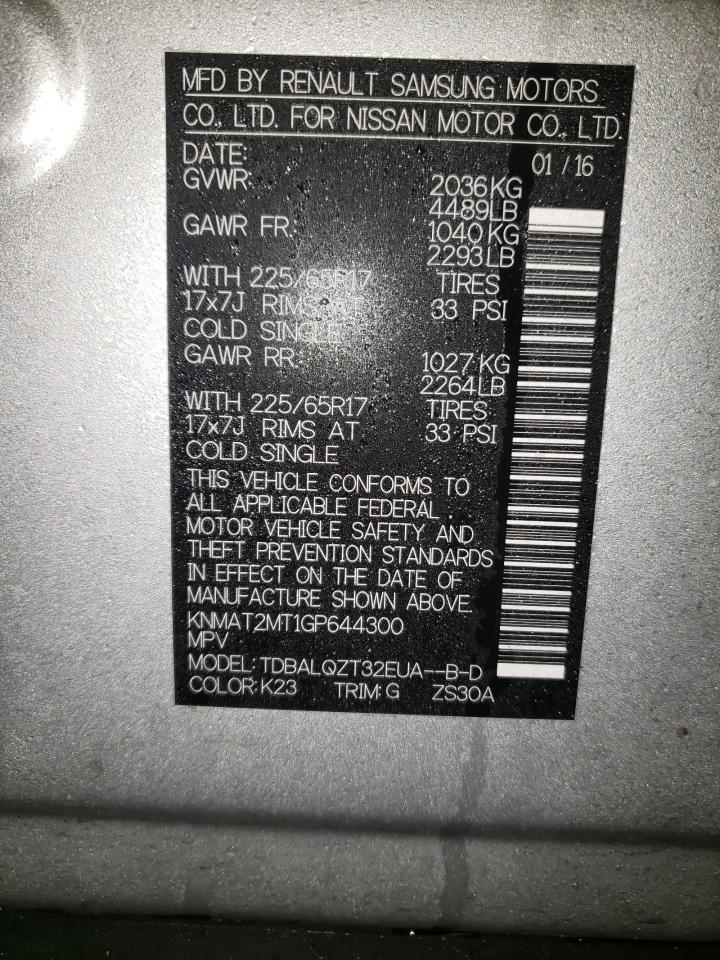 MFD BY RENAULT SAMSUNG MOTORS
CO., LTD. FOR NISSAN MOTOR CO., LTD.
DATE: 01 / 16
GVWR: 2036KG
4489LB
GAWR FR: 1040KG
2293LB
WITH 225/65R17 TIRES
17x7J RIMS AT 33 PSI
COLD SINGLE
GAWR RR: 1027KG
2264LB
WITH 225/65R17 TIRES
17x7J RIMS AT 33 PSI
COLD SINGLE
THIS VEHICLE CONFORMS TO
ALL APPLICABLE FEDERAL
MOTOR VEHICLE SAFETY AND
THEFT PREVENTION STANDARDS
IN EFFECT ON THE DATE OF
MANUFACTURE SHOWN ABOVE.
KNMAT2MT1GP644300
MPV
MODEL: TDBALQZT32EUA--B-D
COLOR: K23 TRIM: G ZS30A